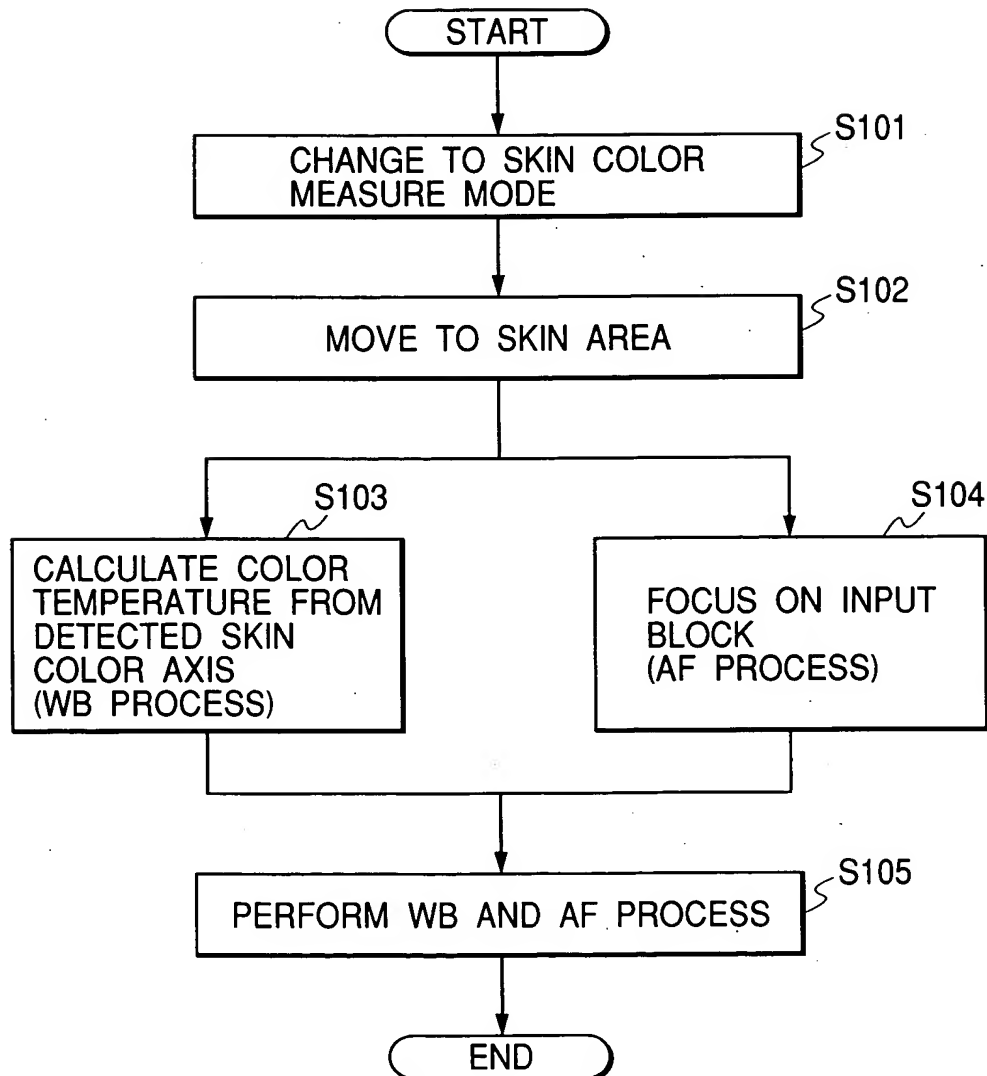 START
S101
CHANGE TO SKIN COLOR
MEASURE MODE
S102
MOVE TO SKIN AREA
S103
CALCULATE COLOR
TEMPERATURE FROM
DETECTED SKIN
COLOR AXIS
(WB PROCESS)
S104
FOCUS ON INPUT
BLOCK
(AF PROCESS)
S105
PERFORM WB AND AF PROCESS
END